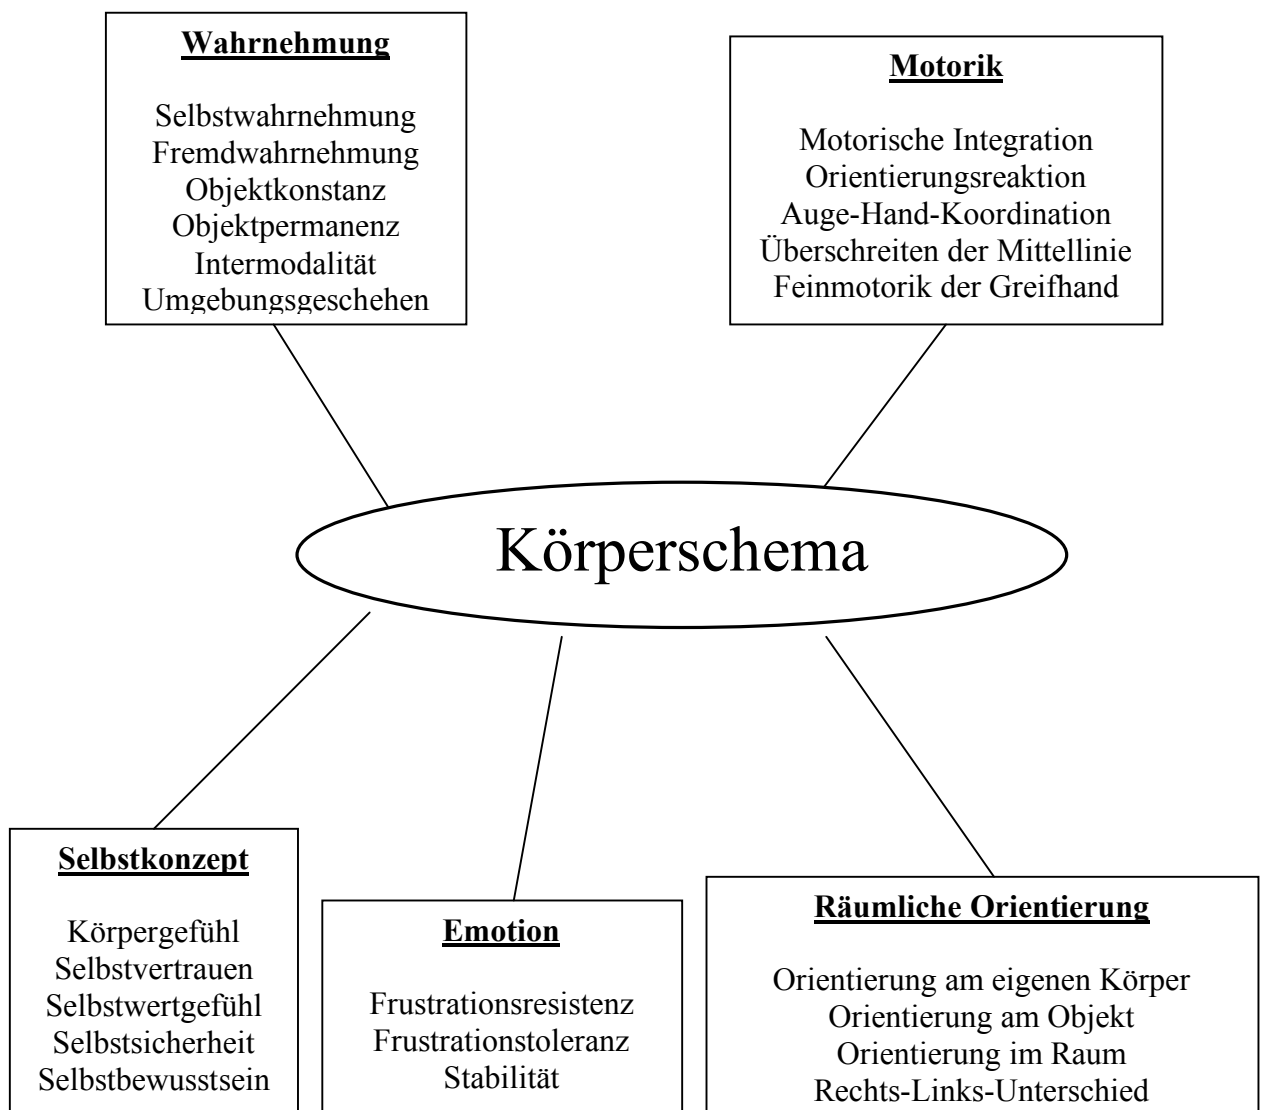 Wahrnehmung
Selbstwahrnehmung
Fremdwahrnehmung
Objektkonstanz
Objektpermanenz
Intermodalität
Umgebungsgeschehen
Motorik
Motorische Integration
Orientierungsreaktion
Auge-Hand-Koordination
Überschreiten der Mittellinie
Feinmotorik der Greifhand
Körperschema
Selbstkonzept
Körpergefühl
Selbstvertrauen
Selbstwertgefühl
Selbstsicherheit
Selbstbewusstsein
Emotion
Frustrationsresistenz
Frustrationstoleranz
Stabilität
Räumliche Orientierung
Orientierung am eigenen Körper
Orientierung am Objekt
Orientierung im Raum
Rechts-Links-Unterschied